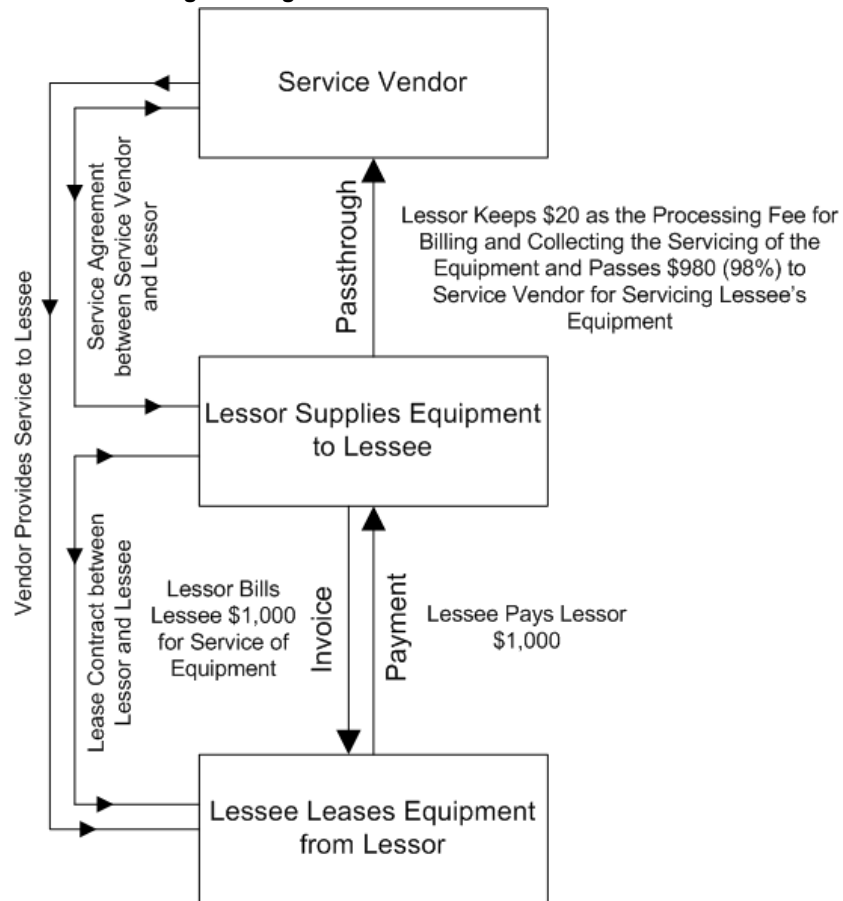 Service Vendor
Service Agreement
between Service Vendor
and Lessor
Passthrough
Lessor Keeps $20 as the Processing Fee for
Billing and Collecting the Servicing of the
Equipment and Passes $980 (98%) to
Service Vendor for Servicing Lessee's
Equipment
Vendor Provides Service to Lessee
Lessor Supplies Equipment
to Lessee
Lease Contract between
Lessor and Lessee
Lessor Bills
Lessee $1,000
for Service of
Equipment
Invoice
Payment
Lessee Pays Lessor
$1,000
Lessee Leases Equipment
from Lessor